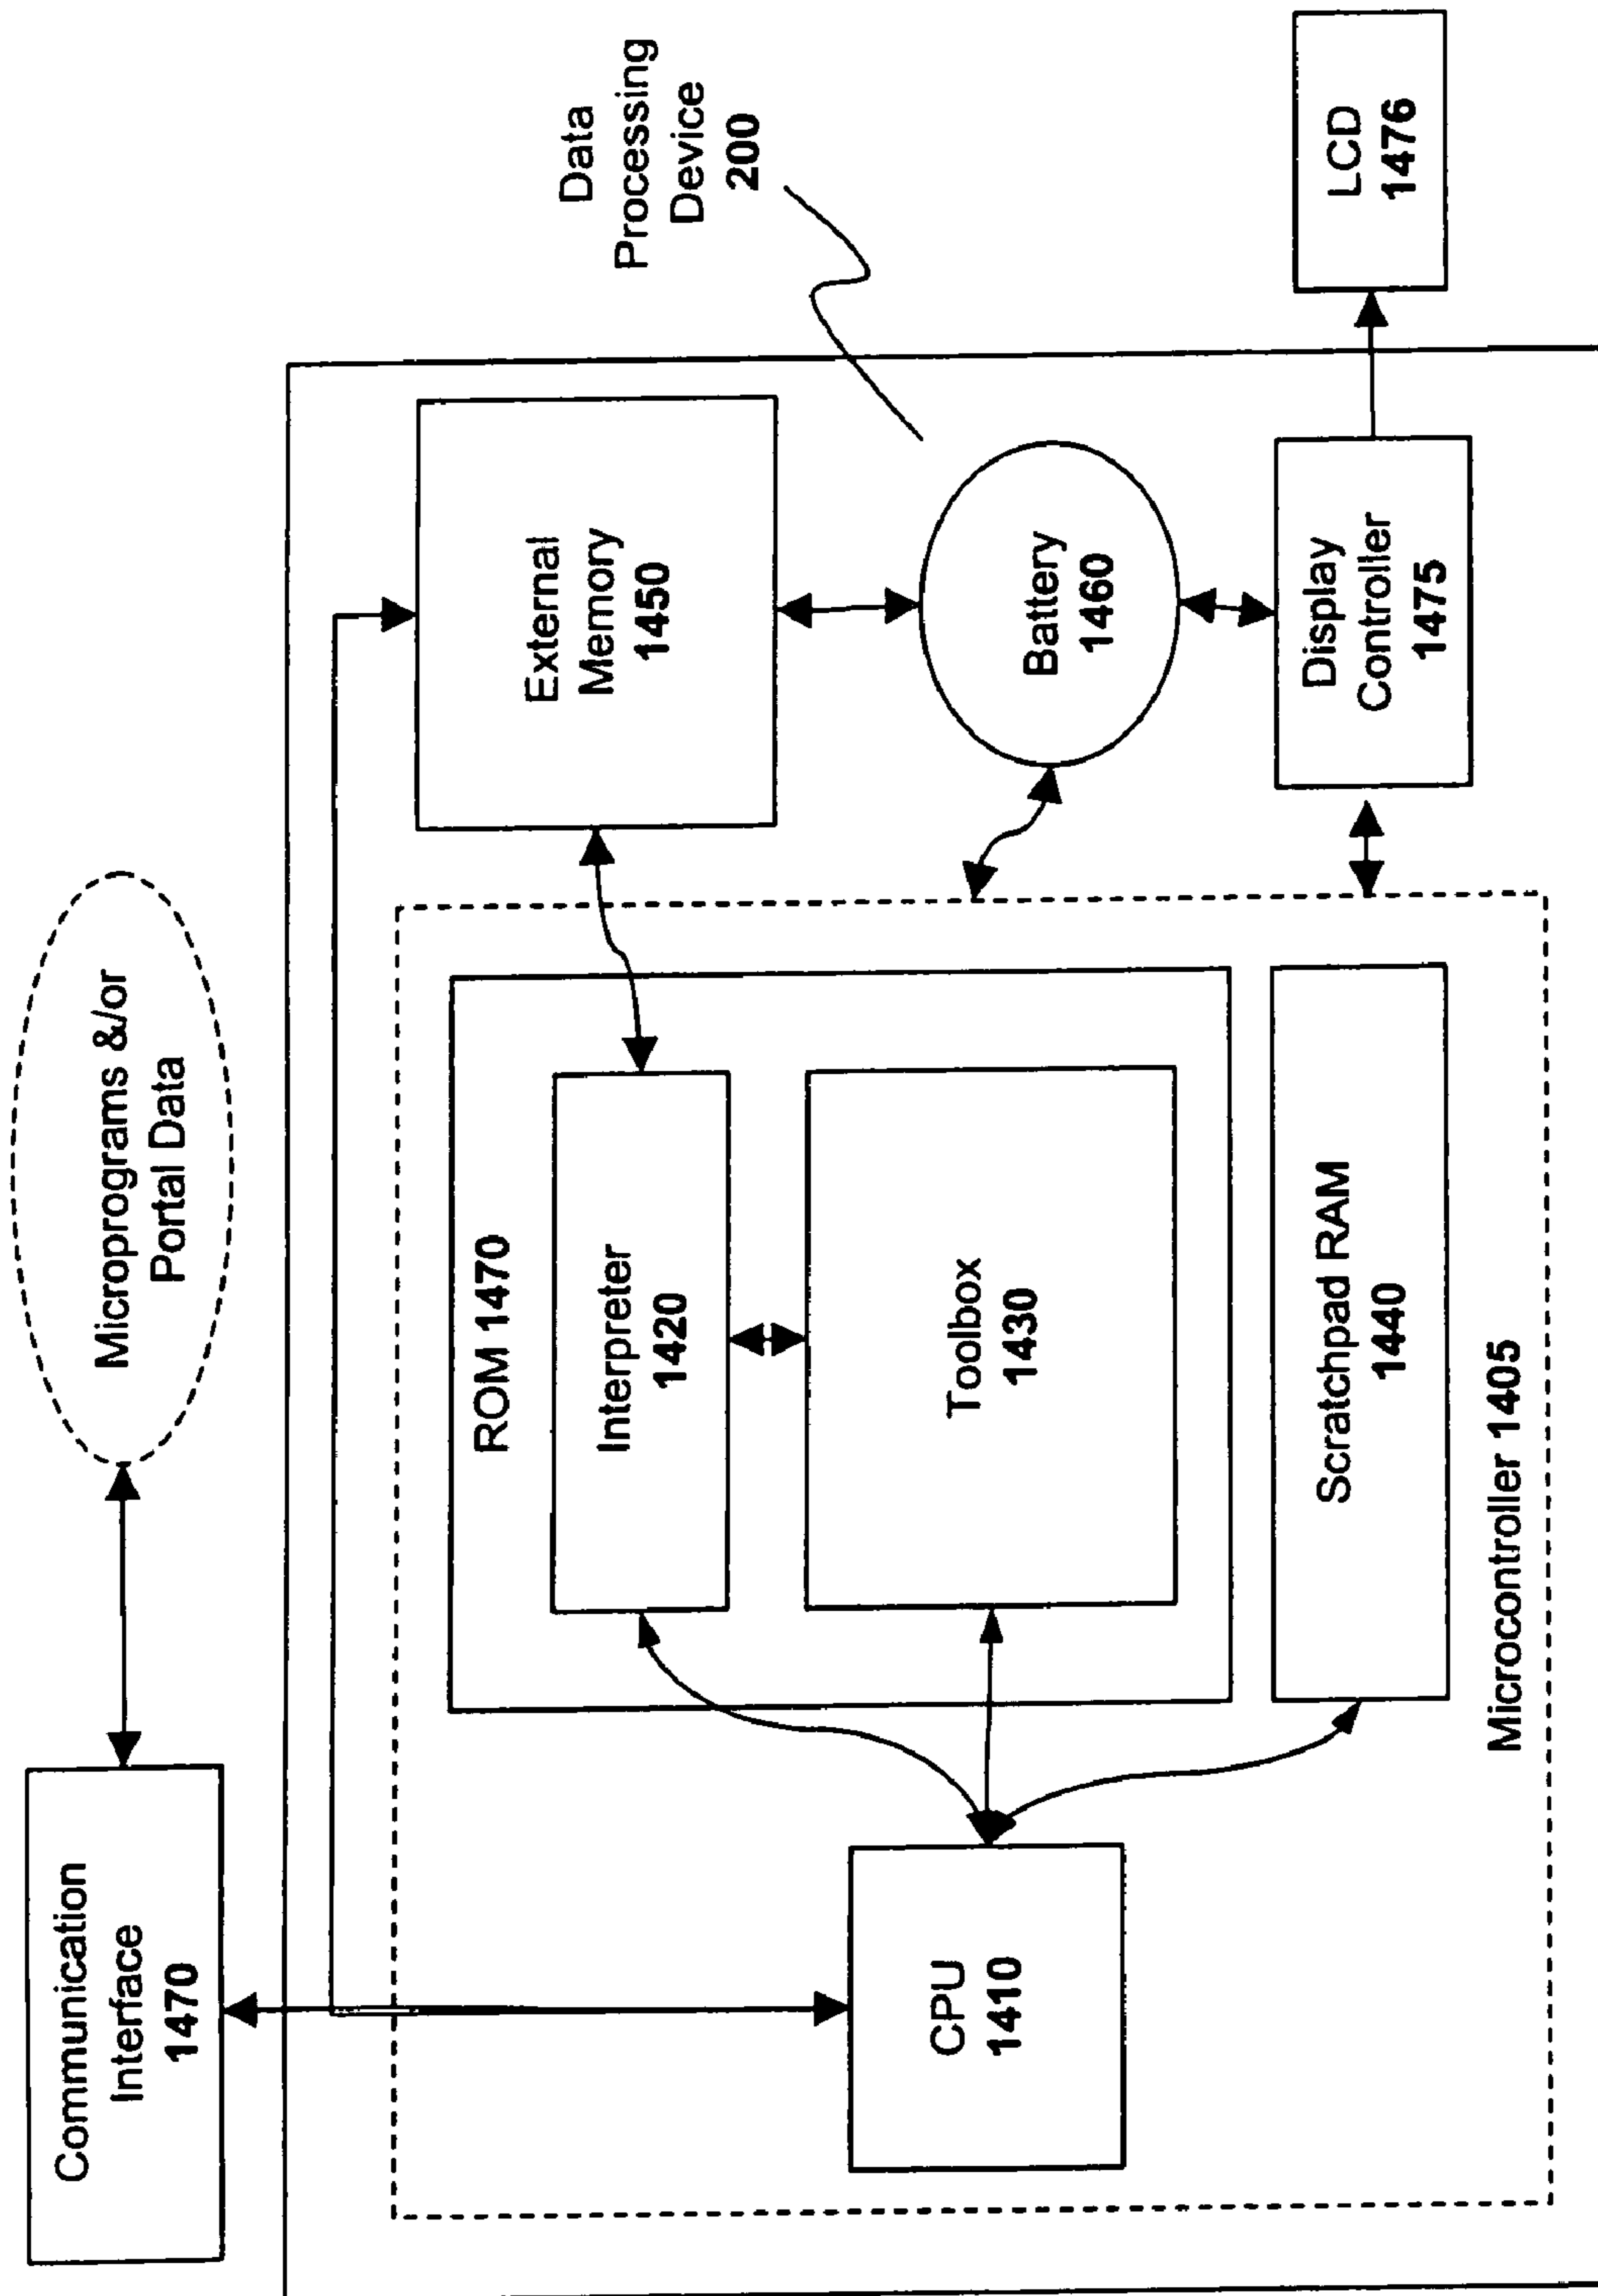 Communication
Interface
1470
Microprograms &/or
Portal Data
Data
Processing
Device
200
ROM 1470
Interpreter
1420
External
Memory
1450
Toolbox
1430
CPU
1410
Battery
1460
Scratchpad RAM
1440
Display
Controller
1475
LCD
1476
Microcontroller 1405